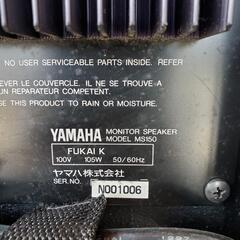 NO USER SERVICEABLE PARTS INSIDE. REFER
EVER LE COUVERCLE. IL NE SE TROUVE A
UN REPARATEUR COMPETENT.
SE THIS PRODUCT TO RAIN OR MOISTURE.
YAMAHA MONITOR SPEAKER
MODEL MS150
FUKAI K
100V 105W 50/60Hz
ヤマハ株式会社
SER.NO. N001006